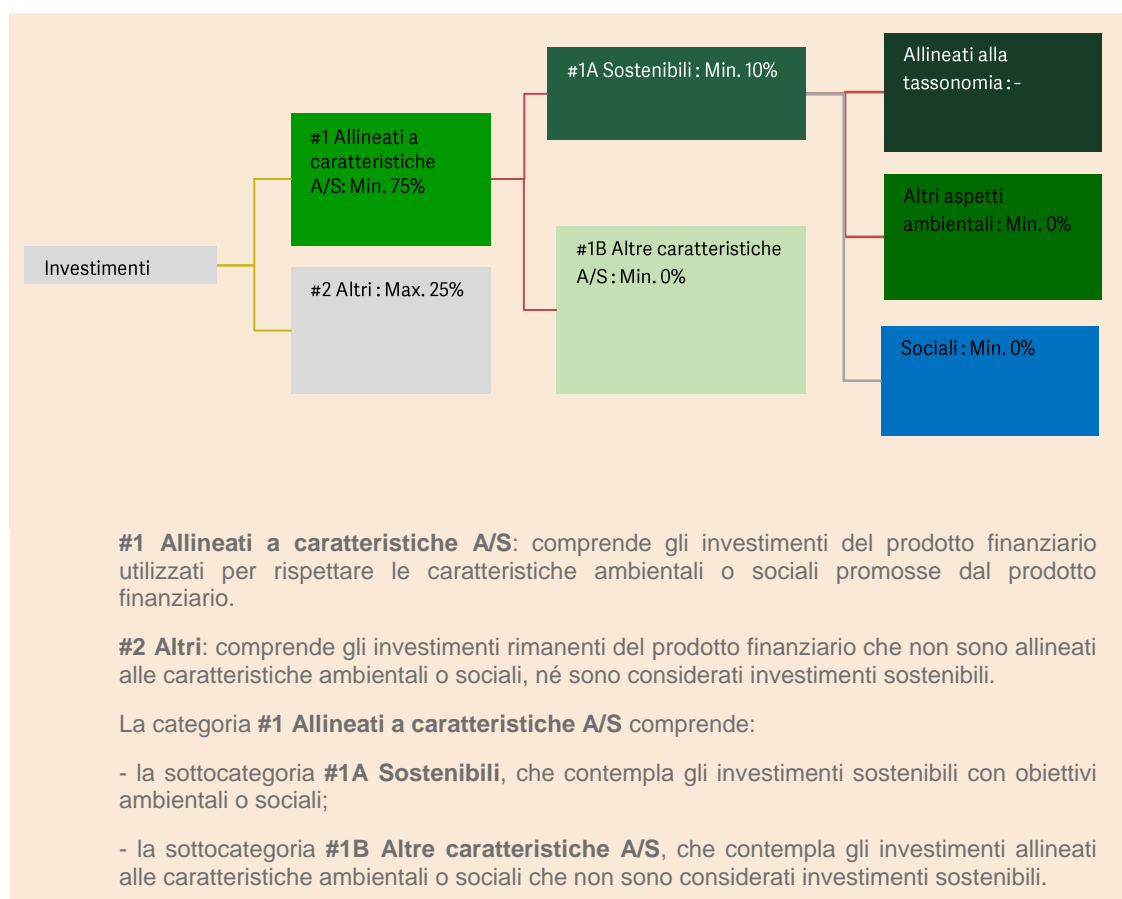 Investimenti
#1 Allineati a
caratteristiche
A/S: Min. 75%
#2 Altri : Max. 25%
#1A Sostenibili : Min. 10%
#1B Altre caratteristiche
A/S : Min. 0%
Allineati alla
tassonomia : -
Altri aspetti
ambientali : Min. 0%
Sociali : Min. 0%
#1 Allineati a caratteristiche A/S: comprende gli investimenti del prodotto finanziario
utilizzati per rispettare le caratteristiche ambientali o sociali promosse dal prodotto
finanziario.
#2 Altri: comprende gli investimenti rimanenti del prodotto finanziario che non sono allineati
alle caratteristiche ambientali o sociali, né sono considerati investimenti sostenibili.
La categoria #1 Allineati a caratteristiche A/S comprende:
- la sottocategoria #1A Sostenibili, che contempla gli investimenti sostenibili con obiettivi
ambientali o sociali;
- la sottocategoria #1B Altre caratteristiche A/S, che contempla gli investimenti allineati
alle caratteristiche ambientali o sociali che non sono considerati investimenti sostenibili.